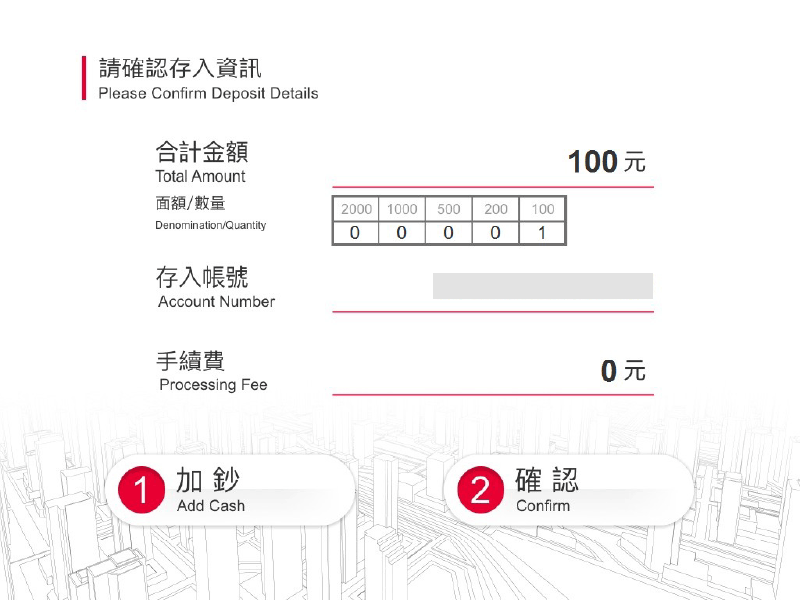 請確認存入資訊
Please Confirm Deposit Details
合計金額
Total Amount
100 元
面額/數量
Denomination/Quantity
2000 1000 500 200 100
0 0 0 0 1
存入帳號
Account Number
手續費
Processing Fee
0 元
1 加鈔
Add Cash
2 確認
Confirm